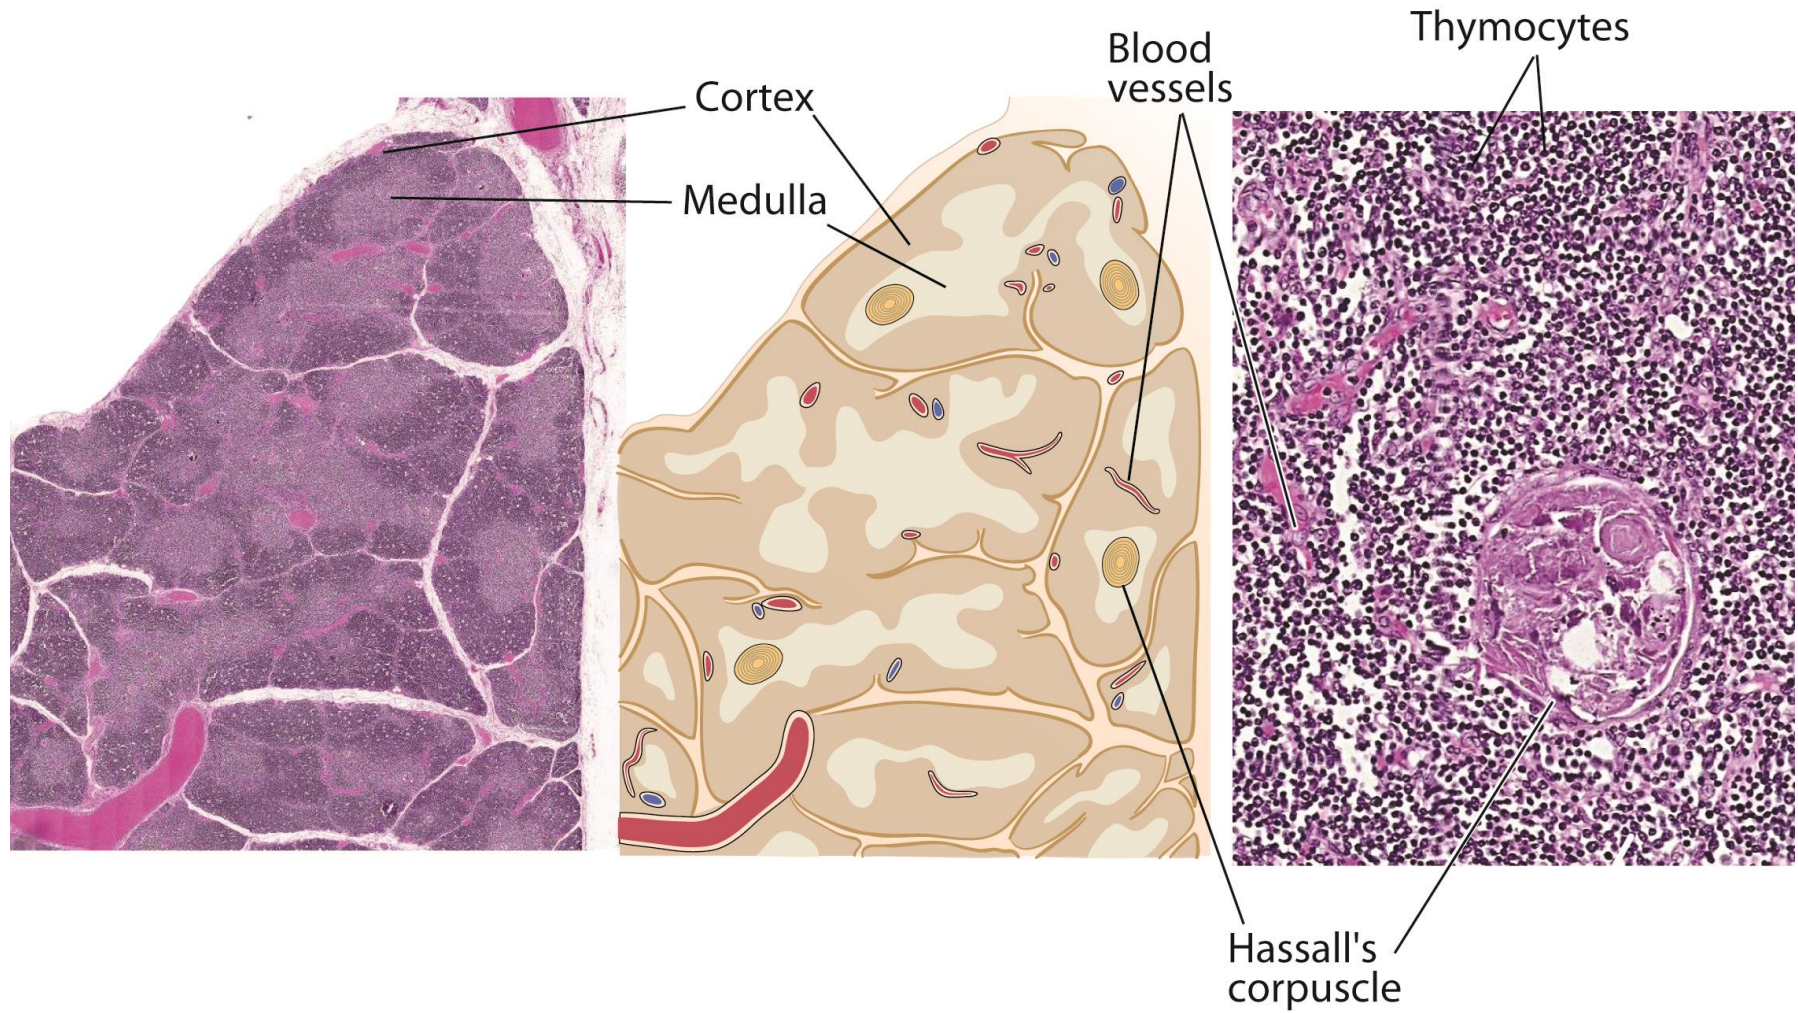 Thymocytes
Blood
vessels
Cortex
Medulla
Hassall's
corpuscle